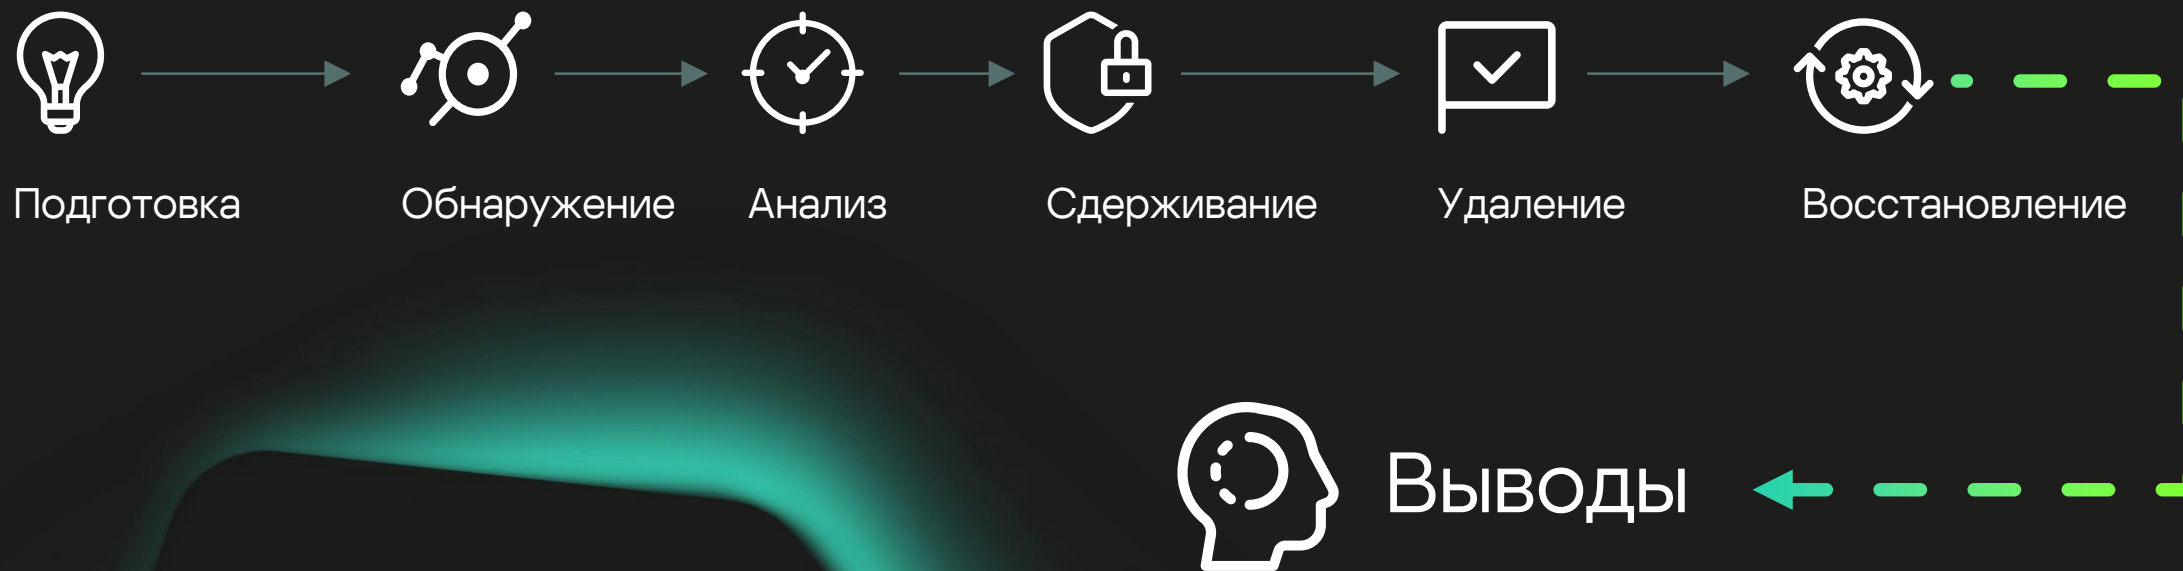 Подготовка Обнаружение Анализ Сдерживание Удаление Восстановление
Выводы